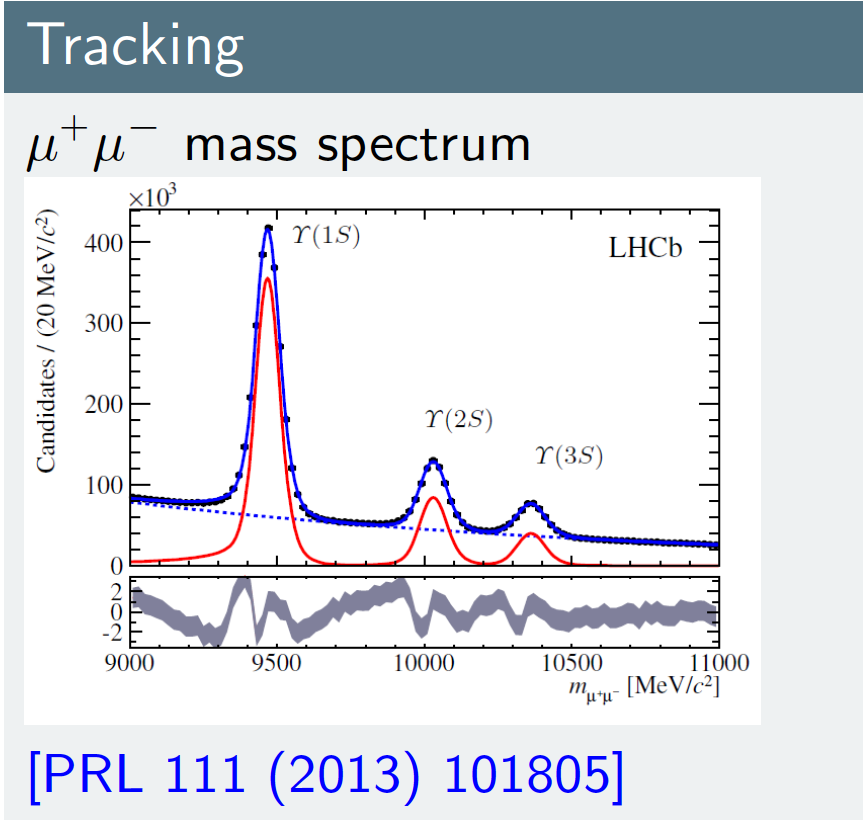 Tracking
μ⁺μ⁻ mass spectrum
×10³
Candidates / (20 MeV/c²)
400
300
200
100
0
ϒ(1S)
LHCb
ϒ(2S)
ϒ(3S)
2
0
-2
9000 9500 10000 10500 11000
m_μ⁺μ⁻ [MeV/c²]
[PRL 111 (2013) 101805]